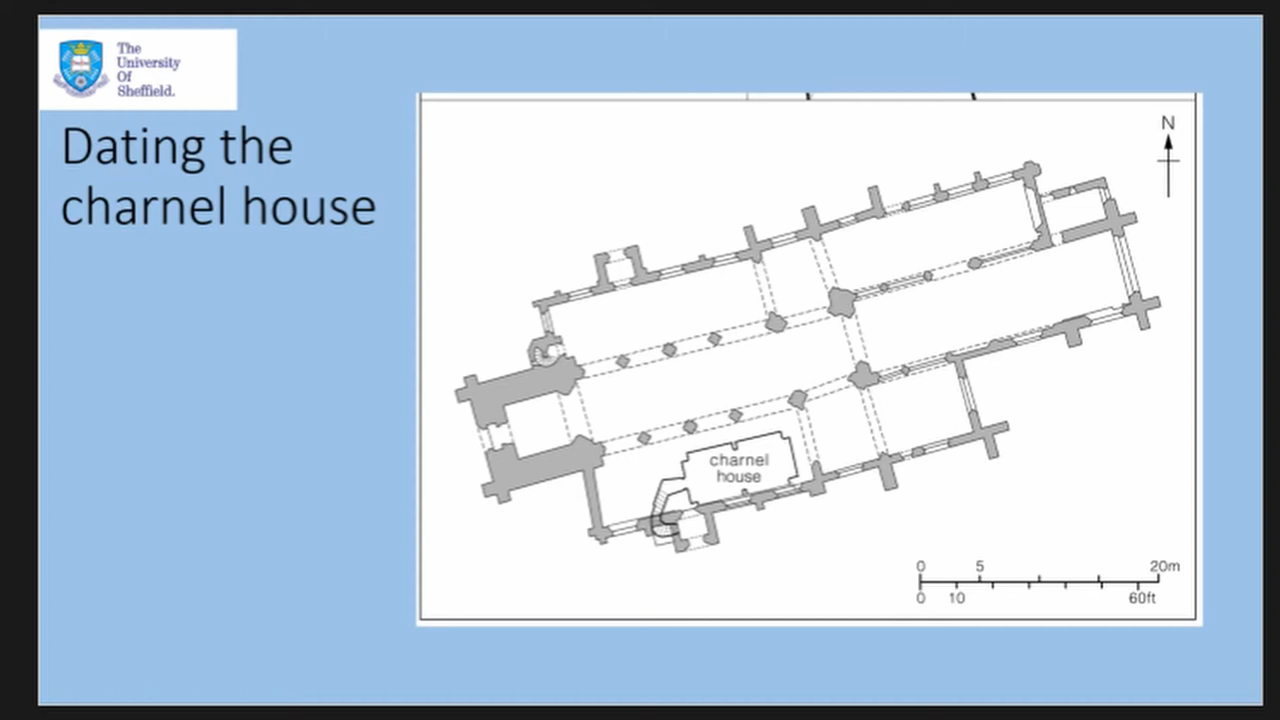 The
University
Of
Sheffield.
Dating the
charnel house
N
charnel
house
0 5 20m
0 10 60ft